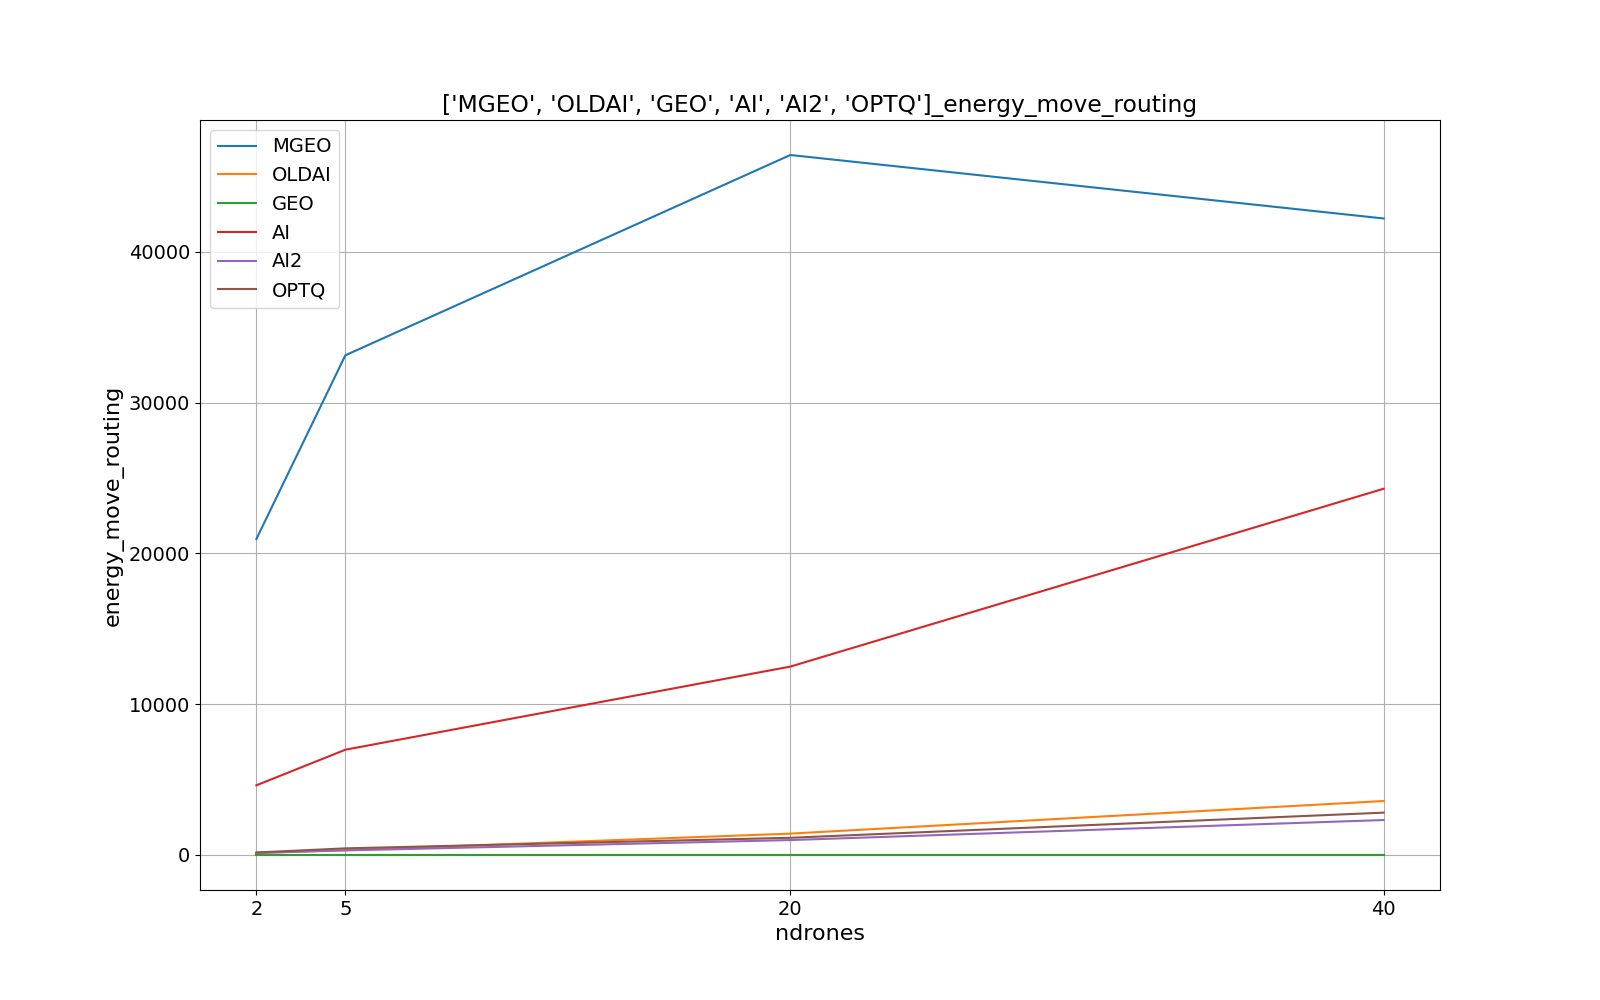 ['MGEO', 'OLDAI', 'GEO', 'AI', 'AI2', 'OPTQ']_energy_move_routing
MGEO
OLDAI
GEO
AI
AI2
OPTQ
energy_move_routing
40000
30000
20000
10000
0
2 5 20 40
ndrones